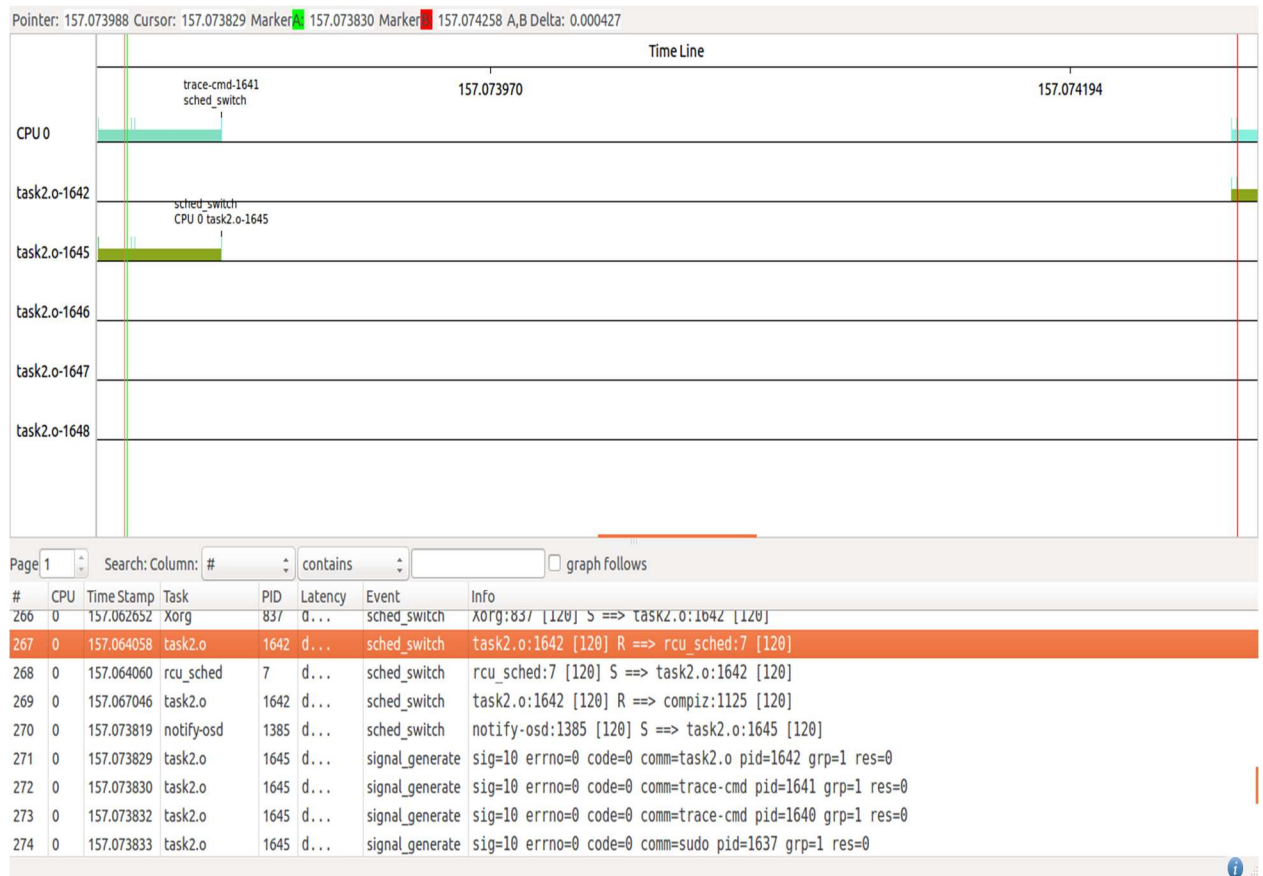 Pointer: 157.073988 Cursor: 157.073829 MarkerA: 157.073830 MarkerB: 157.074258 A,B Delta: 0.000427
Time Line
157.073970 157.074194
trace-cmd-1641
sched_switch
CPU 0
task2.o-1642
sched_switch
CPU 0 task2.o-1645
task2.o-1645
task2.o-1646
task2.o-1647
task2.o-1648
Page 1 Search: Column: # contains graph follows
# CPU Time Stamp Task PID Latency Event Info
266 0 157.062652 Xorg 837 d... sched_switch Xorg:837 [120] S ==> task2.o:1642 [120]
267 0 157.064058 task2.o 1642 d... sched_switch task2.o:1642 [120] R ==> rcu_sched:7 [120]
268 0 157.064060 rcu_sched 7 d... sched_switch rcu_sched:7 [120] S ==> task2.o:1642 [120]
269 0 157.067046 task2.o 1642 d... sched_switch task2.o:1642 [120] R ==> compiz:1125 [120]
270 0 157.073819 notify-osd 1385 d... sched_switch notify-osd:1385 [120] S ==> task2.o:1645 [120]
271 0 157.073829 task2.o 1645 d... signal_generate sig=10 errno=0 code=0 comm=task2.o pid=1642 grp=1 res=0
272 0 157.073830 task2.o 1645 d... signal_generate sig=10 errno=0 code=0 comm=trace-cmd pid=1641 grp=1 res=0
273 0 157.073832 task2.o 1645 d... signal_generate sig=10 errno=0 code=0 comm=trace-cmd pid=1640 grp=1 res=0
274 0 157.073833 task2.o 1645 d... signal_generate sig=10 errno=0 code=0 comm=sudo pid=1637 grp=1 res=0